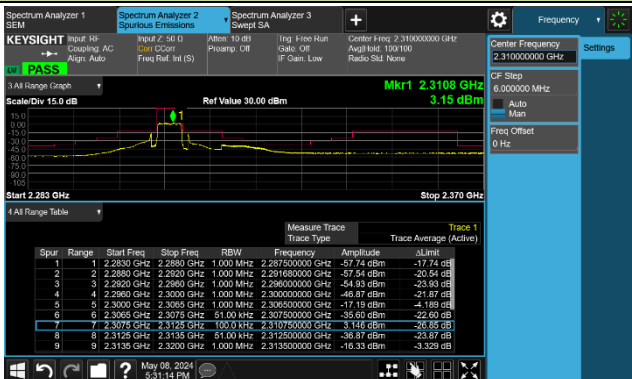 Spectrum Analyzer 1
SEM
Spectrum Analyzer 2
Spurious Emissions
Spectrum Analyzer 3
Swept SA
Frequency
KEYSIGHT
Input: RF
Coupling: AC
Align: Auto
Input Z: 50 Ω
Corr CCorr
Freq Ref: Int (S)
Atten: 10 dB
Preamp: Off
Trig: Free Run
Gate: Off
IF Gain: Low
Center Freq: 2.310000000 GHz
Avg|Hold: 100/100
Radio Std: None
LW PASS
Center Frequency
2.310000000 GHz
Settings
CF Step
6.000000 MHz
Auto
Man
Freq Offset
0 Hz
3 All Range Graph
Mkr1 2.3108 GHz
Scale/Div 15.0 dB
Ref Value 30.00 dBm
3.15 dBm
1
15.0
0.00
-15.0
-30.0
-45.0
-60.0
-75.0
-90.0
-105
Start 2.283 GHz
Stop 2.370 GHz
4 All Range Table
Measure Trace Trace 1
Trace Type Trace Average (Active)
Spur Range Start Freq Stop Freq RBW Frequency Amplitude ΔLimit
1 1 2.2830 GHz 2.2880 GHz 1.000 MHz 2.287500000 GHz -57.74 dBm -17.74 dB
2 2 2.2880 GHz 2.2920 GHz 1.000 MHz 2.291680000 GHz -57.54 dBm -20.54 dB
3 3 2.2920 GHz 2.2960 GHz 1.000 MHz 2.296000000 GHz -54.93 dBm -23.93 dB
4 4 2.2960 GHz 2.3000 GHz 1.000 MHz 2.300000000 GHz -46.87 dBm -21.87 dB
5 5 2.3000 GHz 2.3065 GHz 1.000 MHz 2.306500000 GHz -17.19 dBm -4.189 dB
6 6 2.3065 GHz 2.3075 GHz 51.00 kHz 2.307500000 GHz -35.60 dBm -22.60 dB
7 7 2.3075 GHz 2.3125 GHz 100.0 kHz 2.310750000 GHz 3.146 dBm -26.85 dB
8 8 2.3125 GHz 2.3135 GHz 51.00 kHz 2.312500000 GHz -36.87 dBm -23.87 dB
9 9 2.3135 GHz 2.3200 GHz 1.000 MHz 2.313500000 GHz -16.33 dBm -3.329 dB
May 08, 2024
5:31:14 PM